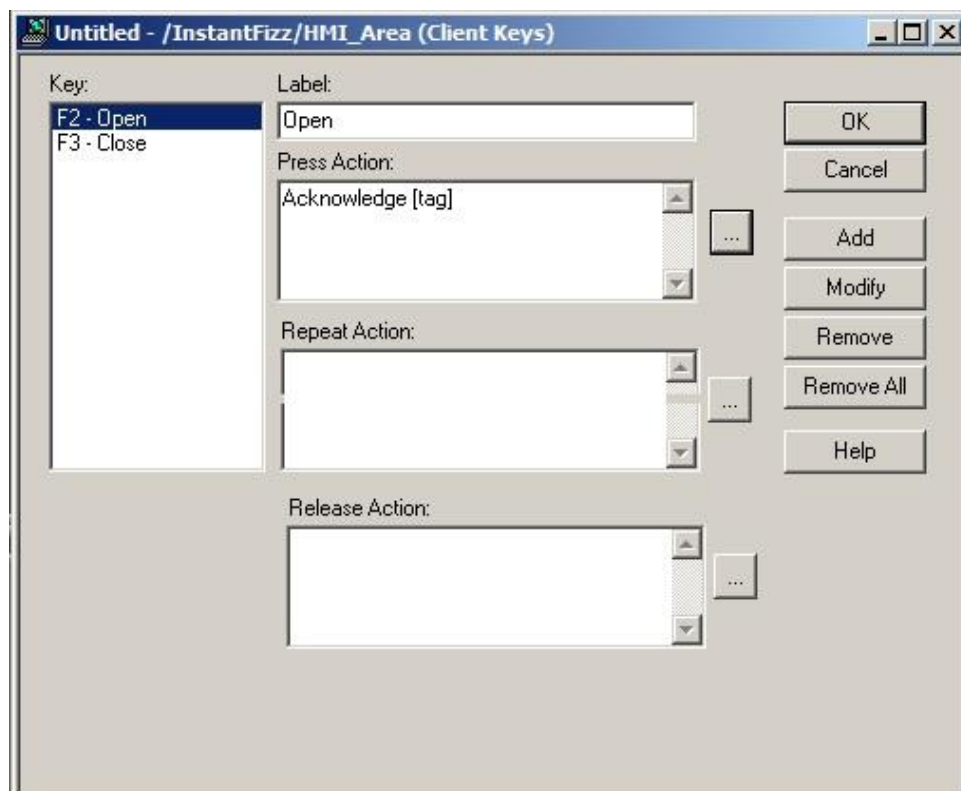 Untitled - /InstantFizz/HMI_Area (Client Keys)
Key:
F2 - Open
F3 - Close
Label:
Open
Press Action:
Acknowledge [tag]
...
Repeat Action:
...
Release Action:
...
OK
Cancel
Add
Modify
Remove
Remove All
Help